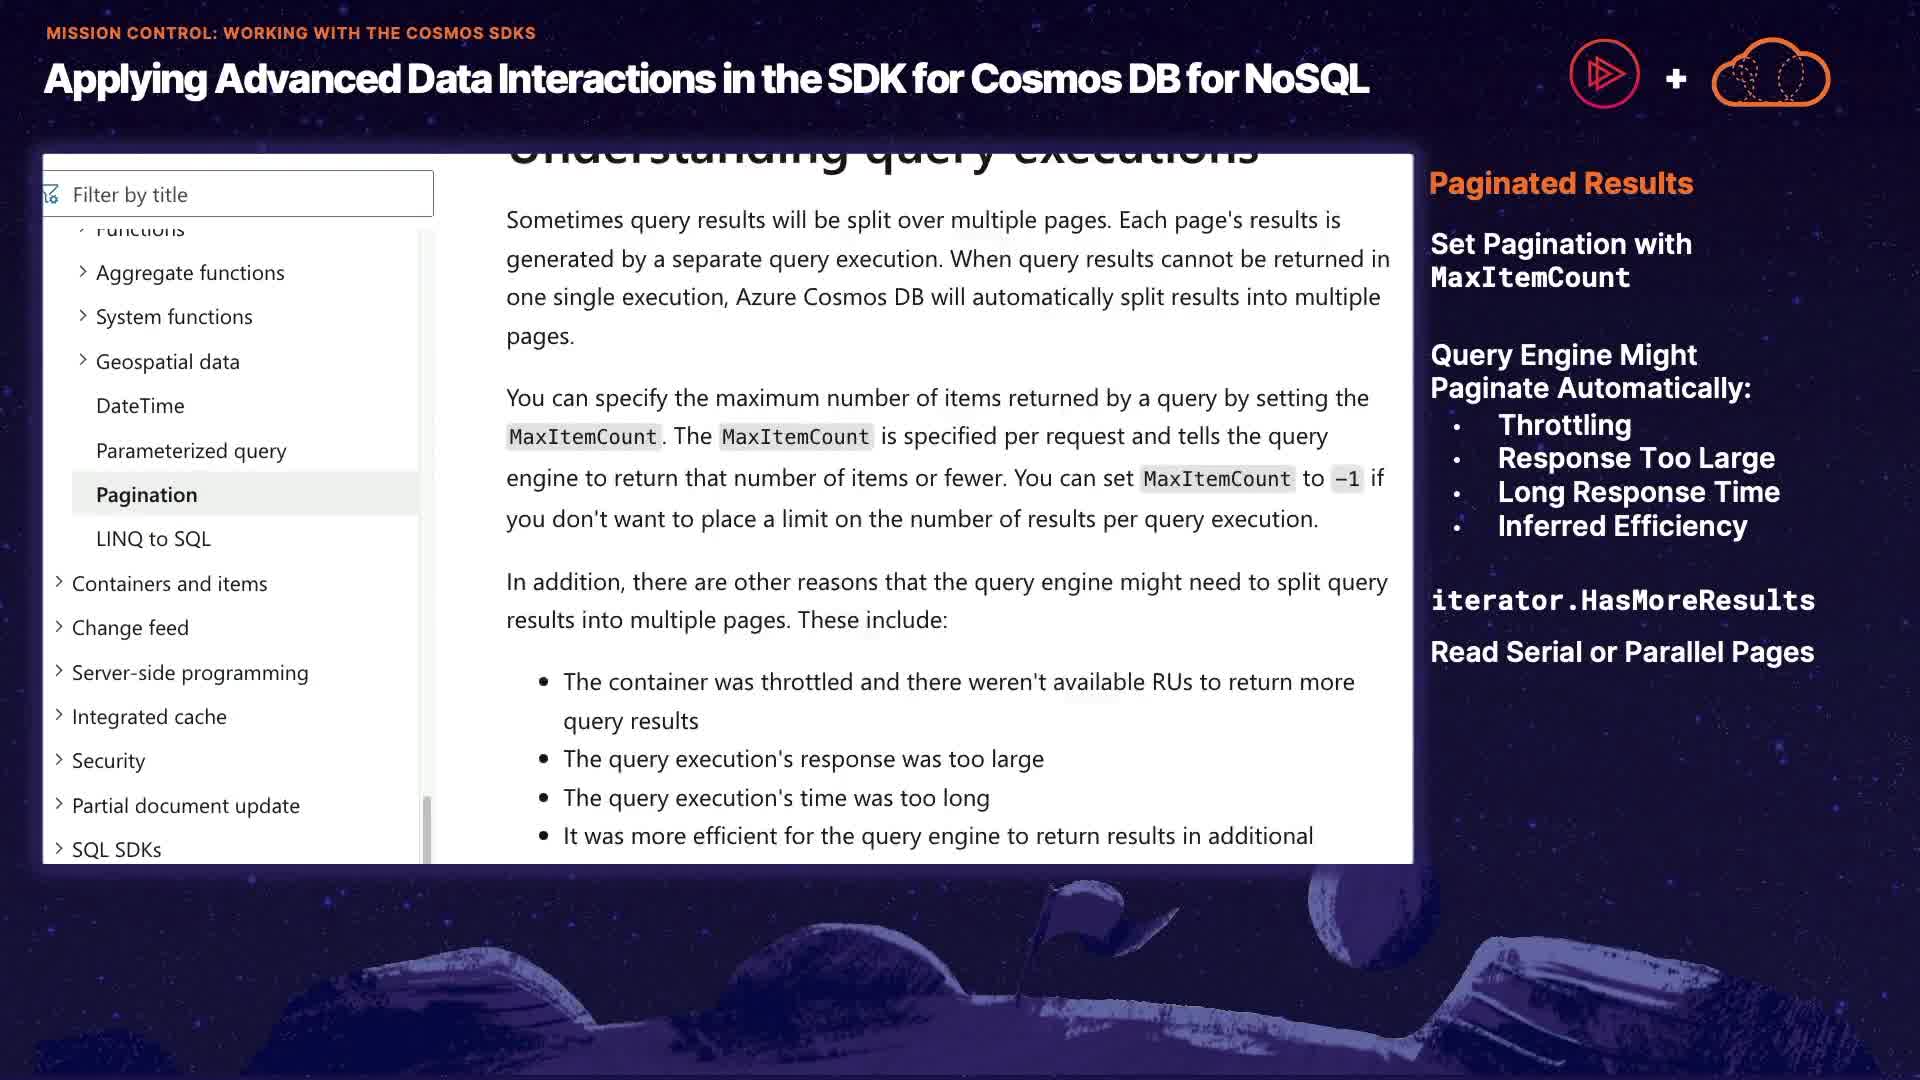 MISSION CONTROL: WORKING WITH THE COSMOS SDKS
Applying Advanced Data Interactions in the SDK for Cosmos DB for NoSQL
+
Filter by title
Functions
Aggregate functions
System functions
Geospatial data
DateTime
Parameterized query
Pagination
LINQ to SQL
Containers and items
Change feed
Server-side programming
Integrated cache
Security
Partial document update
SQL SDKs
Understanding query executions
Sometimes query results will be split over multiple pages. Each page's results is
generated by a separate query execution. When query results cannot be returned in
one single execution, Azure Cosmos DB will automatically split results into multiple
pages.
You can specify the maximum number of items returned by a query by setting the
MaxItemCount. The MaxItemCount is specified per request and tells the query
engine to return that number of items or fewer. You can set MaxItemCount to -1 if
you don't want to place a limit on the number of results per query execution.
In addition, there are other reasons that the query engine might need to split query
results into multiple pages. These include:
• The container was throttled and there weren't available RUs to return more
query results
• The query execution's response was too large
• The query execution's time was too long
• It was more efficient for the query engine to return results in additional
Paginated Results
Set Pagination with
MaxItemCount
Query Engine Might
Paginate Automatically:
• Throttling
• Response Too Large
• Long Response Time
• Inferred Efficiency
iterator.HasMoreResults
Read Serial or Parallel Pages